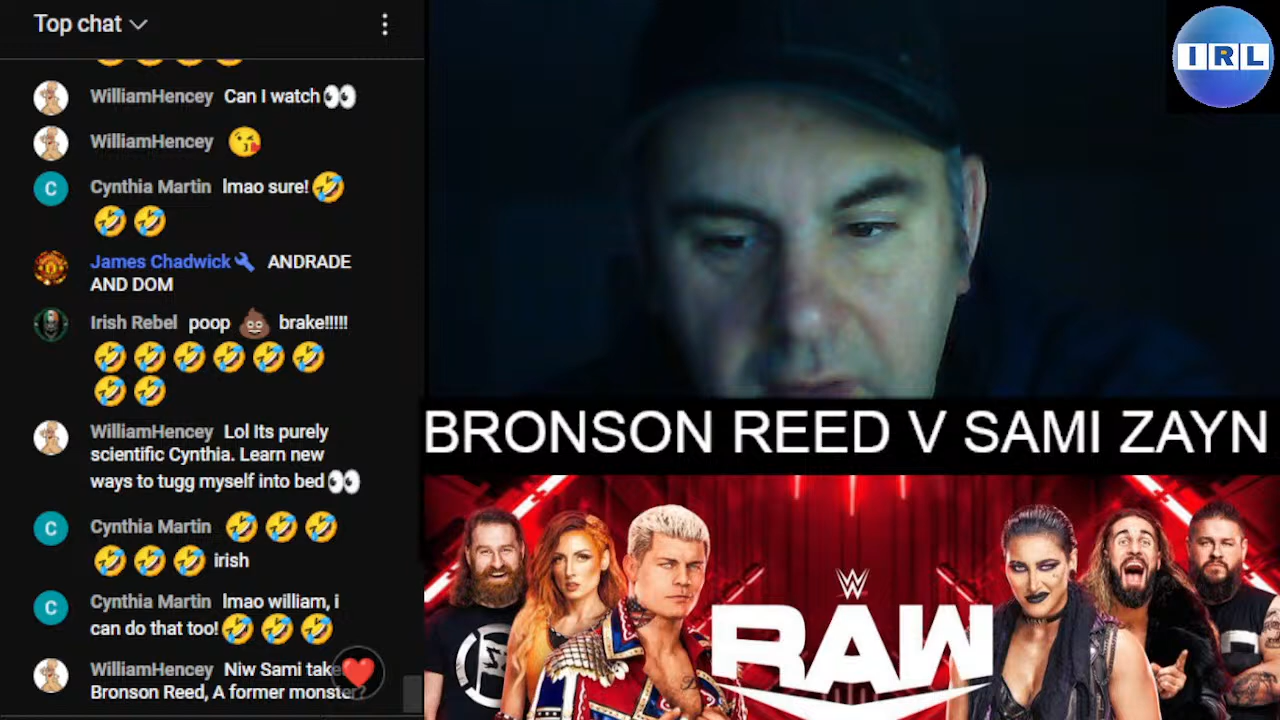 Top chat
WilliamHencey Can I watch👀
WilliamHencey 😘
Cynthia Martin lmao sure!🤣
🤣🤣
James Chadwick ANDRADE
AND DOM
Irish Rebel poop 💩 brake!!!!!
🤣🤣🤣🤣🤣🤣
🤣🤣
WilliamHencey Lol Its purely
scientific Cynthia. Learn new
ways to tugg myself into bed👀
Cynthia Martin 🤣🤣🤣
🤣🤣🤣 irish
Cynthia Martin lmao william, i
can do that too!🤣🤣🤣
WilliamHencey Niw Sami take
Bronson Reed, A former monster?
IRL
BRONSON REED V SAMI ZAYN
W
RAW